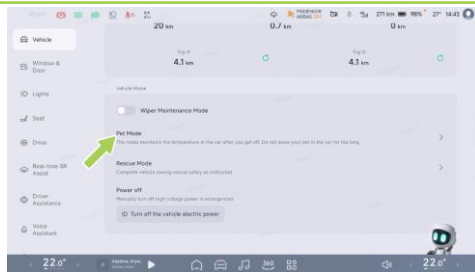 PASSENGER
AIRBAG
271 km
98%
27°
14:43
20 km
0.7 km
0 km
Vehicle
Trip A
Trip B
4.1 km
4.1 km
Window & Door
Vehicle Mode
Lights
Wiper Maintenance Mode
Seat
Pet Mode
The mode maintains the temperature in the car after you get off. Do not leave your pet in the car for the long.
Drive
Real-time SR Assist
Rescue Mode
Complete vehicle towing rescue safely as instructed
Driver Assistance
Power off
Manually turn off high voltage power in emergencies
Turn off the vehicle electric power
Voice Assistant
22.0°
360
22.0°